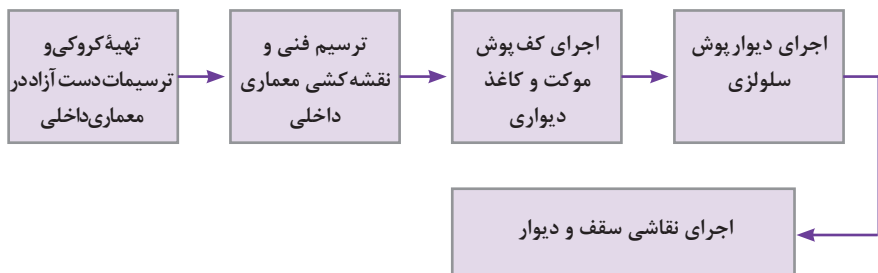 تهیهٔ کروکی و
ترسیمات دست آزاد در
معماری داخلی
ترسیم فنی و
نقشه کشی معماری
داخلی
اجرای کف پوش
موکت و کاغذ
دیواری
اجرای دیوار پوش
سلولزی
اجرای نقاشی سقف و دیوار